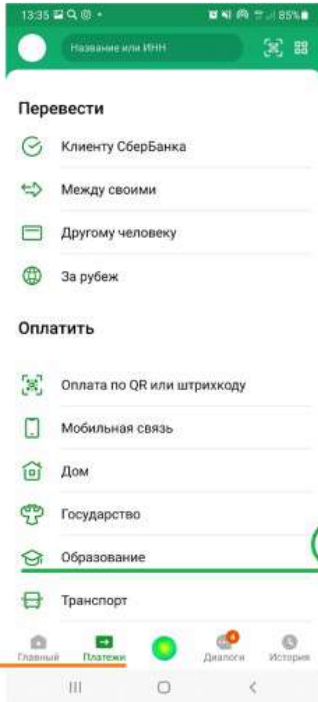 13:35 85%
Название или ИНН
Перевести
Клиенту СберБанка
Между своими
Другому человеку
За рубеж
Оплатить
Оплата по QR или штрихкоду
Мобильная связь
Дом
Государство
Образование
Транспорт
4
Главный Платежи Диалоги История